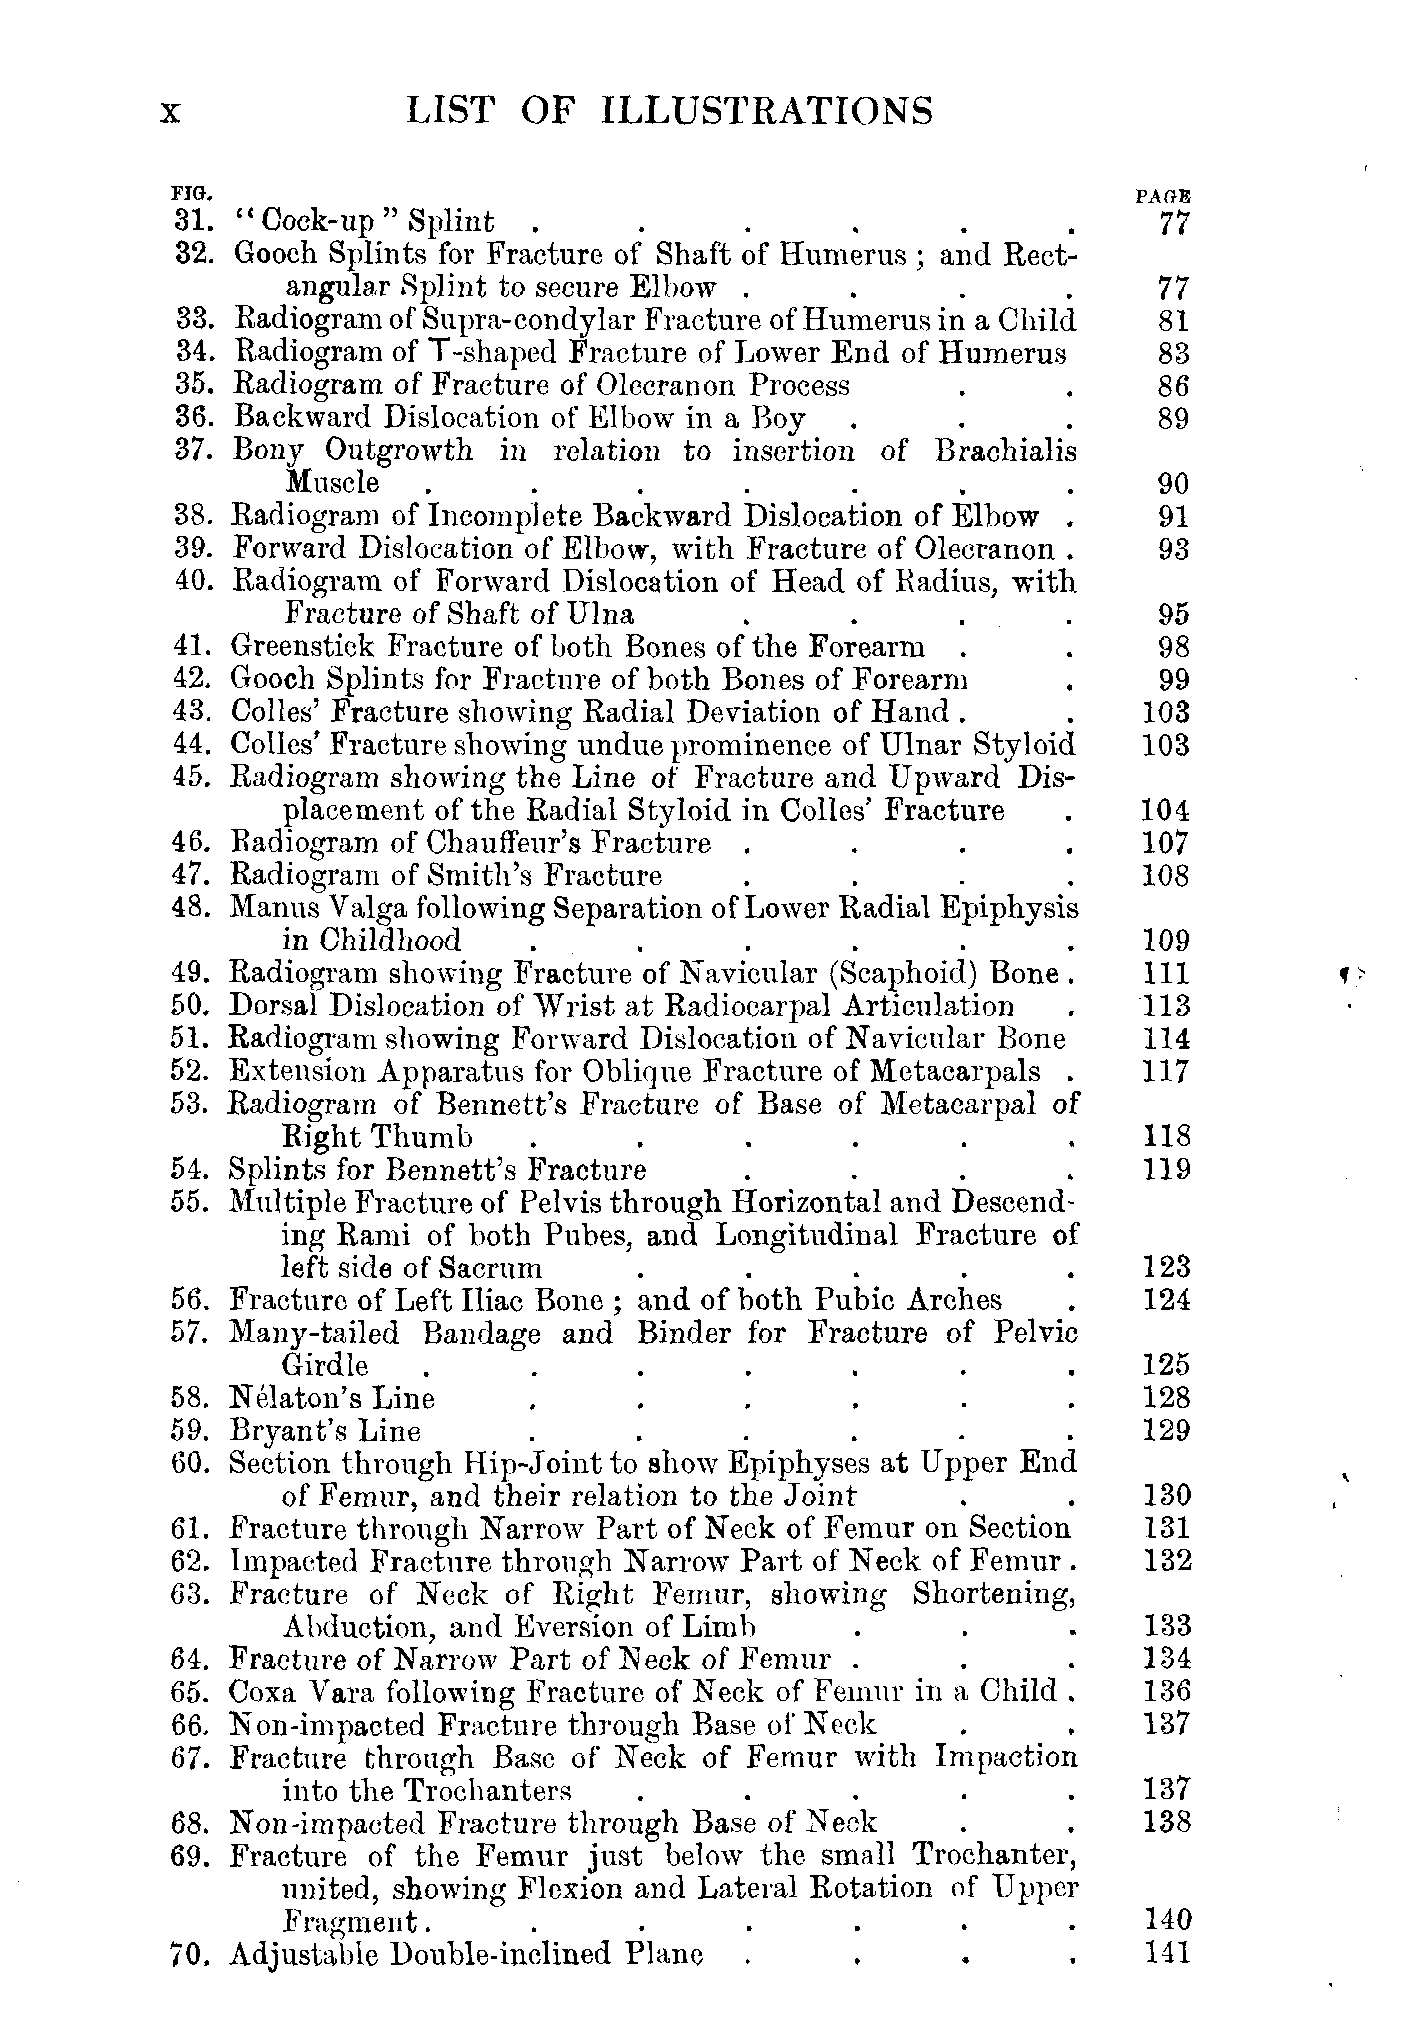 x LIST OF ILLUSTRATIONS
FIG. PAGE
31. “Cock-up” Splint . . . . . . 77
32. Gooch Splints for Fracture of Shaft of Humerus ; and Rect-
angular Splint to secure Elbow . . . . 77
33. Radiogram of Supra-condylar Fracture of Humerus in a Child 81
34. Radiogram of T-shaped Fracture of Lower End of Humerus 83
35. Radiogram of Fracture of Olecranon Process . . 86
36. Backward Dislocation of Elbow in a Boy . . . 89
37. Bony Outgrowth in relation to insertion of Brachialis
Muscle . . . . . . . 90
38. Radiogram of Incomplete Backward Dislocation of Elbow . 91
39. Forward Dislocation of Elbow, with Fracture of Olecranon . 93
40. Radiogram of Forward Dislocation of Head of Radius, with
Fracture of Shaft of Ulna . . . . 95
41. Greenstick Fracture of both Bones of the Forearm . . 98
42. Gooch Splints for Fracture of both Bones of Forearm . 99
43. Colles’ Fracture showing Radial Deviation of Hand . . 103
44. Colles’ Fracture showing undue prominence of Ulnar Styloid 103
45. Radiogram showing the Line of Fracture and Upward Dis-
placement of the Radial Styloid in Colles’ Fracture . 104
46. Radiogram of Chauffeur’s Fracture . . . . 107
47. Radiogram of Smith’s Fracture . . . . 108
48. Manus Valga following Separation of Lower Radial Epiphysis
in Childhood . . . . . . 109
49. Radiogram showing Fracture of Navicular (Scaphoid) Bone . 111
50. Dorsal Dislocation of Wrist at Radiocarpal Articulation . 113
51. Radiogram showing Forward Dislocation of Navicular Bone 114
52. Extension Apparatus for Oblique Fracture of Metacarpals . 117
53. Radiogram of Bennett’s Fracture of Base of Metacarpal of
Right Thumb . . . . . . 118
54. Splints for Bennett’s Fracture . . . . 119
55. Multiple Fracture of Pelvis through Horizontal and Descend-
ing Rami of both Pubes, and Longitudinal Fracture of
left side of Sacrum . . . . . 123
56. Fracture of Left Iliac Bone ; and of both Pubic Arches . 124
57. Many-tailed Bandage and Binder for Fracture of Pelvic
Girdle . . . . . . . 125
58. Nélaton’s Line . . . . . . 128
59. Bryant’s Line . . . . . . 129
60. Section through Hip-Joint to show Epiphyses at Upper End
of Femur, and their relation to the Joint . . 130
61. Fracture through Narrow Part of Neck of Femur on Section 131
62. Impacted Fracture through Narrow Part of Neck of Femur . 132
63. Fracture of Neck of Right Femur, showing Shortening,
Abduction, and Eversion of Limb . . . 133
64. Fracture of Narrow Part of Neck of Femur . . . 134
65. Coxa Vara following Fracture of Neck of Femur in a Child . 136
66. Non-impacted Fracture through Base of Neck . . 137
67. Fracture through Base of Neck of Femur with Impaction
into the Trochanters . . . . . 137
68. Non-impacted Fracture through Base of Neck . . 138
69. Fracture of the Femur just below the small Trochanter,
united, showing Flexion and Lateral Rotation of Upper
Fragment . . . . . . . 140
70. Adjustable Double-inclined Plane . . . . 141